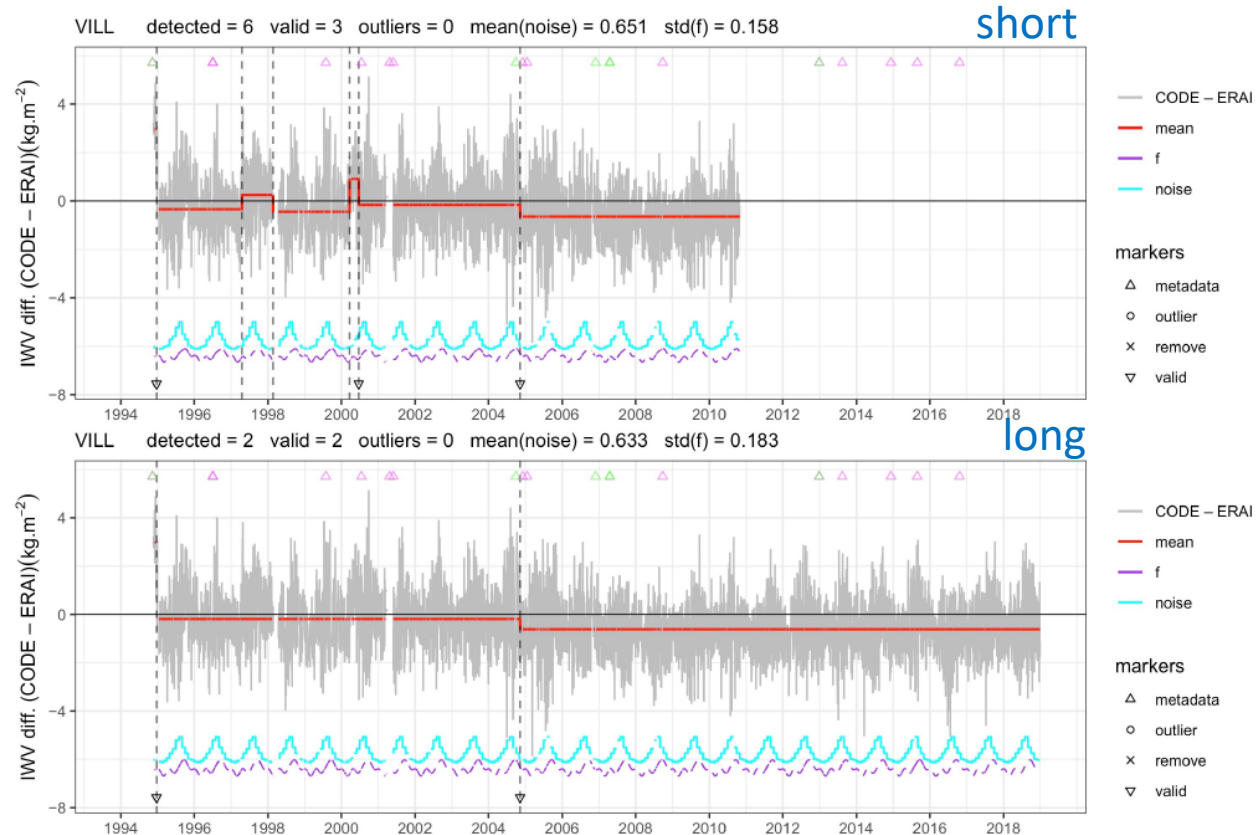 short
VILL detected = 6 valid = 3 outliers = 0 mean(noise) = 0.651 std(f) = 0.158
IWV diff. (CODE – ERAI)(kg.m⁻²)
4
0
−4
−8
1994 1996 1998 2000 2002 2004 2006 2008 2010 2012 2014 2016 2018
CODE – ERAI
mean
f
noise
markers
metadata
outlier
remove
valid
long
VILL detected = 2 valid = 2 outliers = 0 mean(noise) = 0.633 std(f) = 0.183
IWV diff. (CODE – ERAI)(kg.m⁻²)
4
0
−4
−8
1994 1996 1998 2000 2002 2004 2006 2008 2010 2012 2014 2016 2018
CODE – ERAI
mean
f
noise
markers
metadata
outlier
remove
valid